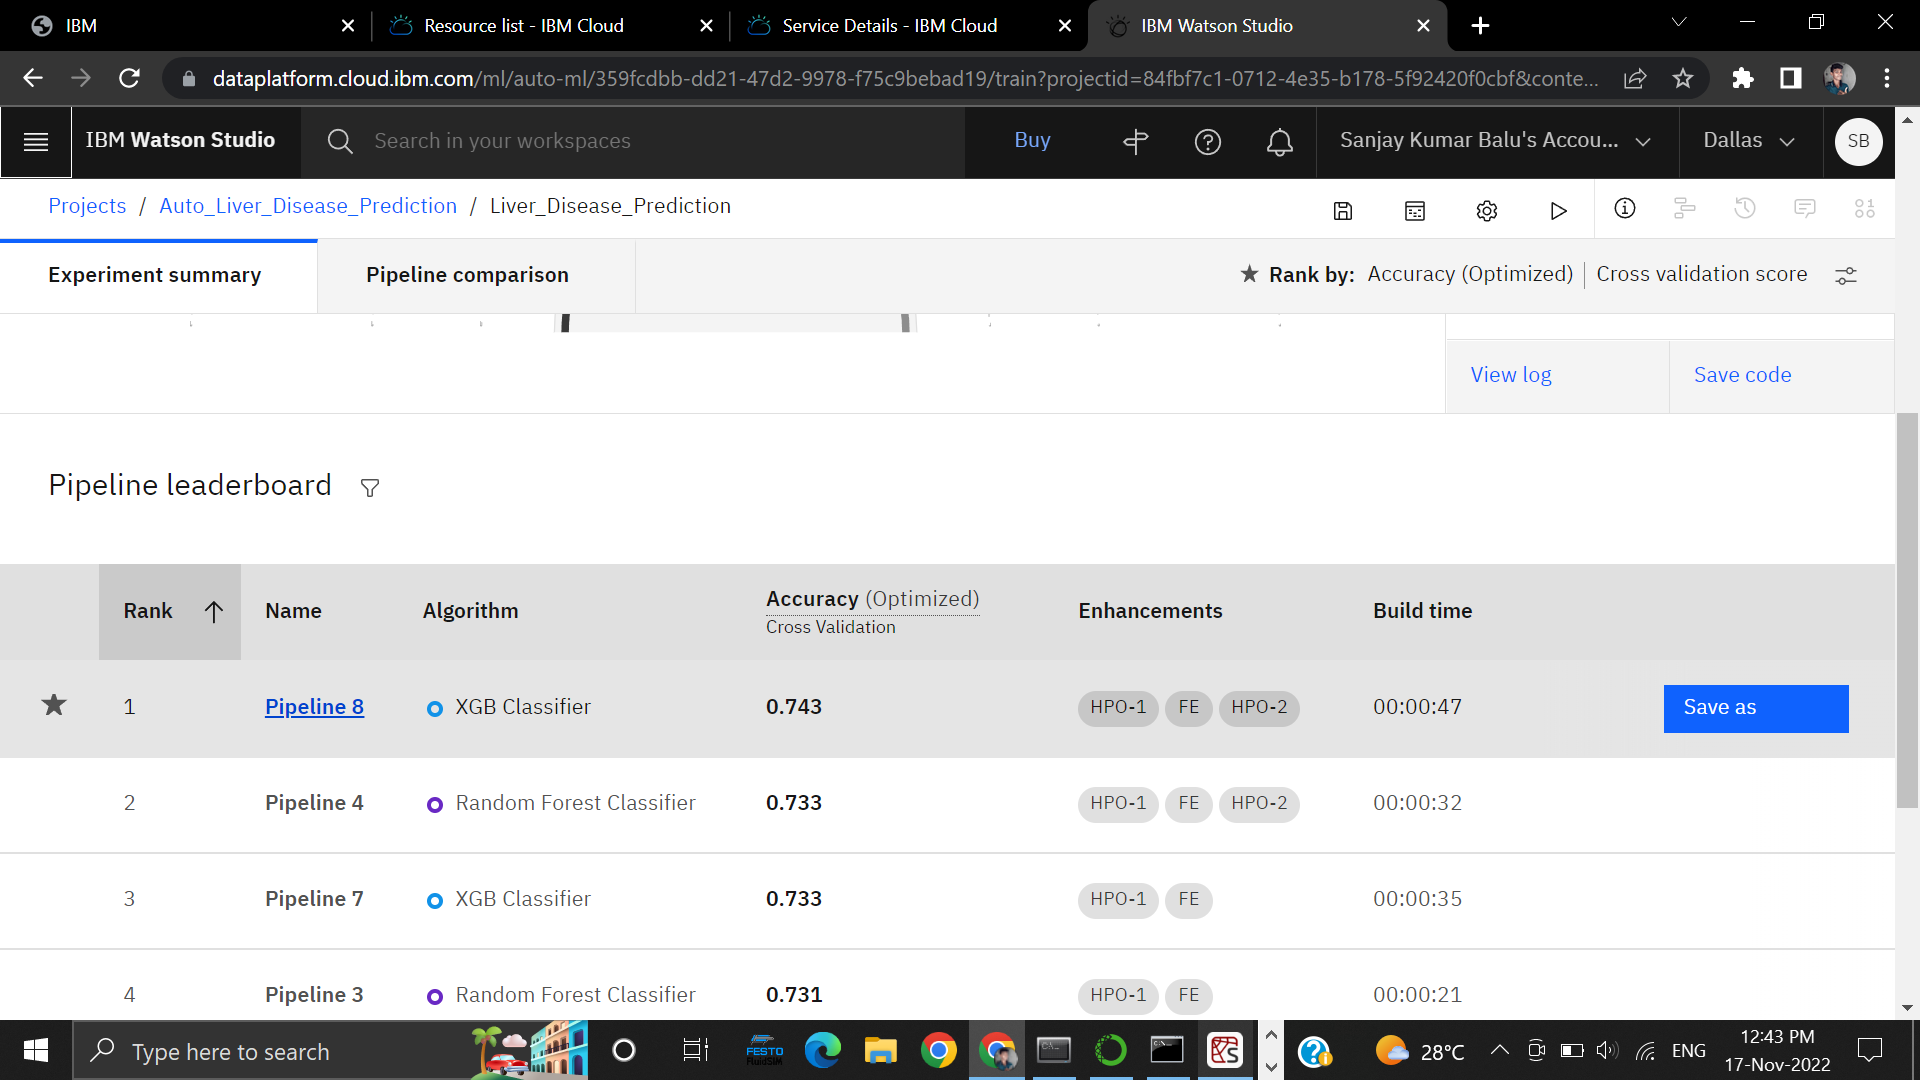 IBM
Resource list - IBM Cloud
Service Details - IBM Cloud
IBM Watson Studio
dataplatform.cloud.ibm.com/ml/auto-ml/359fcdbb-dd21-47d2-9978-f75c9bebad19/train?projectid=84fbf7c1-0712-4e35-b178-5f92420f0cbf&conte...
IBM Watson Studio
Search in your workspaces
Buy
Sanjay Kumar Balu's Accou...
Dallas
SB
Projects / Auto_Liver_Disease_Prediction / Liver_Disease_Prediction
Experiment summary
Pipeline comparison
Rank by: Accuracy (Optimized) | Cross validation score
View log
Save code
Pipeline leaderboard
Rank Name Algorithm Accuracy (Optimized) Enhancements Build time
Cross Validation
1 Pipeline 8 XGB Classifier 0.743 HPO-1 FE HPO-2 00:00:47 Save as
2 Pipeline 4 Random Forest Classifier 0.733 HPO-1 FE HPO-2 00:00:32
3 Pipeline 7 XGB Classifier 0.733 HPO-1 FE 00:00:35
4 Pipeline 3 Random Forest Classifier 0.731 HPO-1 FE 00:00:21
Type here to search
FESTO
FluidSIM
28°C
ENG
12:43 PM
17-Nov-2022